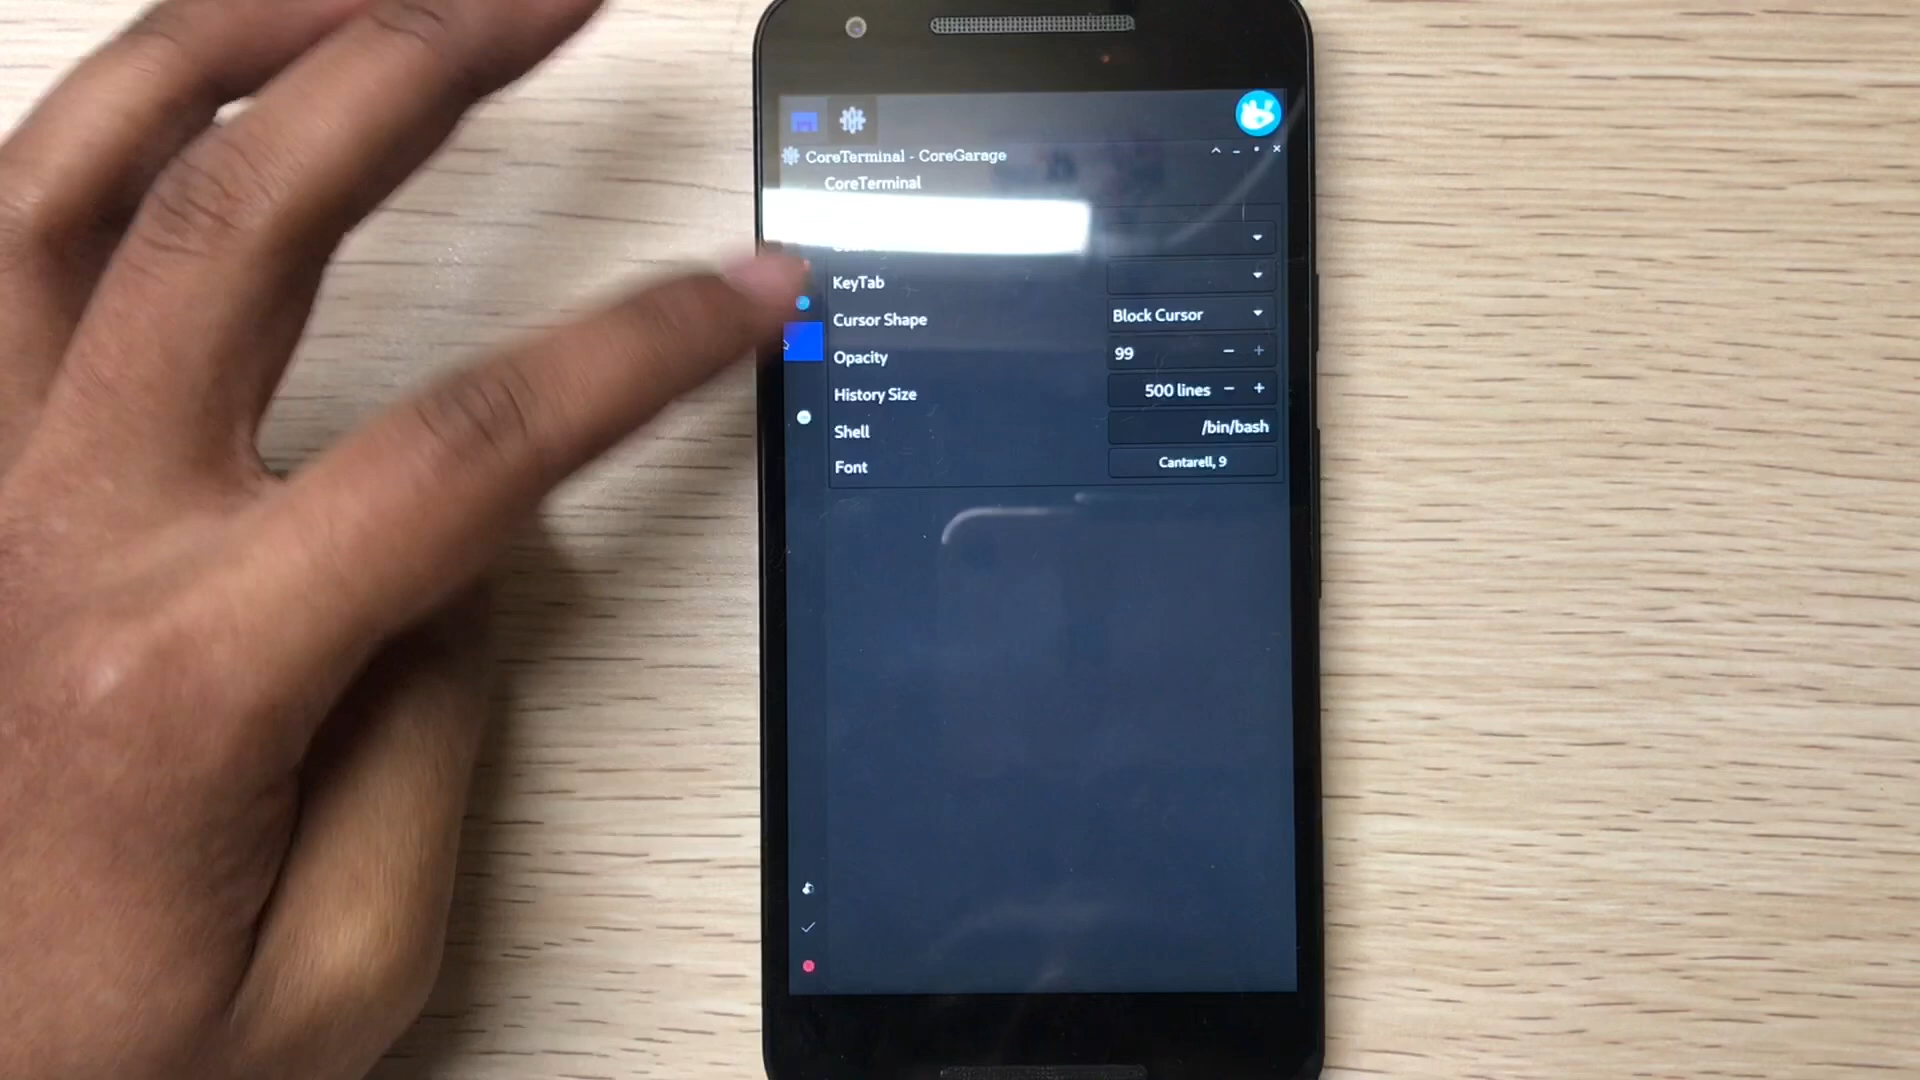 CoreTerminal - CoreGarage
CoreTerminal
KeyTab
Cursor Shape Block Cursor
Opacity 99
History Size 500 lines
Shell /bin/bash
Font Cantarell, 9